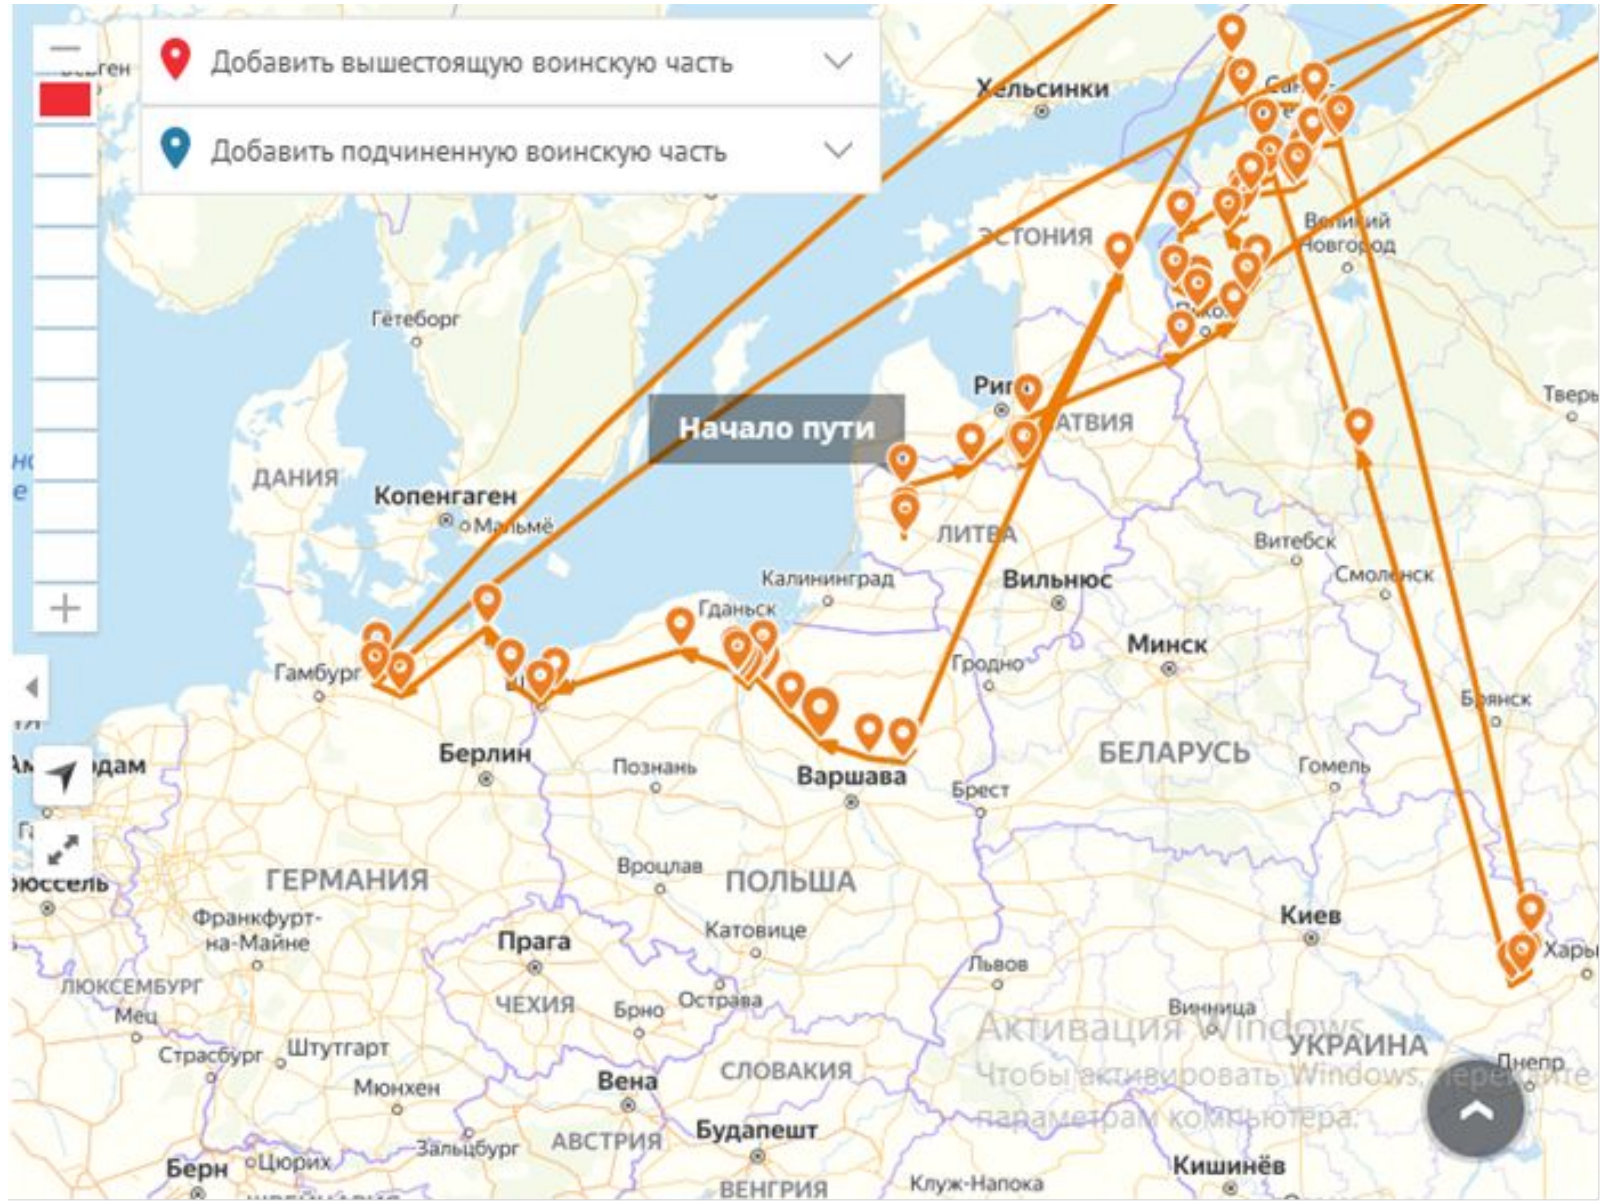 Добавить вышестоящую воинскую часть
Добавить подчиненную воинскую часть
Хельсинки
ЭСТОНИЯ
Великий
Новгород
Гётеборг
Тверь
Начало пути
АТВИЯ
ДАНИЯ
Копенгаген
Мальмё
ЛИТВА
Витебск
Калининград
Вильнюс
Смоленск
Гданьск
Минск
Гродно
Гамбург
Брянск
Берлин
БЕЛАРУСЬ
Познань
Варшава
Гомель
Брест
Вроцлав
ГЕРМАНИЯ
ПОЛЬША
Франкфурт-
на-Майне
Киев
Катовице
Прага
Харь
Львов
ЛЮКСЕМБУРГ
ЧЕХИЯ
Острава
Брно
Винница
Мец
Активация Windows
УКРАИНА
Штутгарт
Страсбург
Днепр
СЛОВАКИЯ
Чтобы активировать Windows, перейдите
Вена
Мюнхен
параметрам компьютера.
Будапешт
АВСТРИЯ
Зальцбург
Берн
Цюрих
Кишинёв
Клуж-Напока
ВЕНГРИЯ